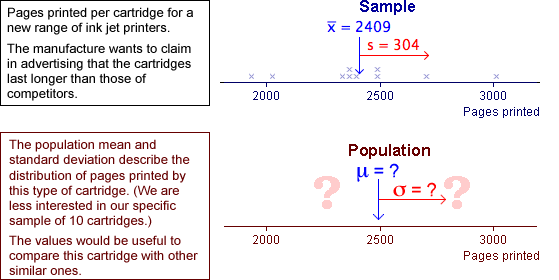 Pages printed per cartridge for a
new range of ink jet printers.
The manufacture wants to claim
in advertising that the cartridges
last longer than those of
competitors.
Sample
x̅ = 2409
s = 304
2000 2500 3000
Pages printed
The population mean and
standard deviation describe the
distribution of pages printed by
this type of cartridge. (We are
less interested in our specific
sample of 10 cartridges.)
The values would be useful to
compare this cartridge with other
similar ones.
Population
μ = ?
? σ = ? ?
2000 2500 3000
Pages printed